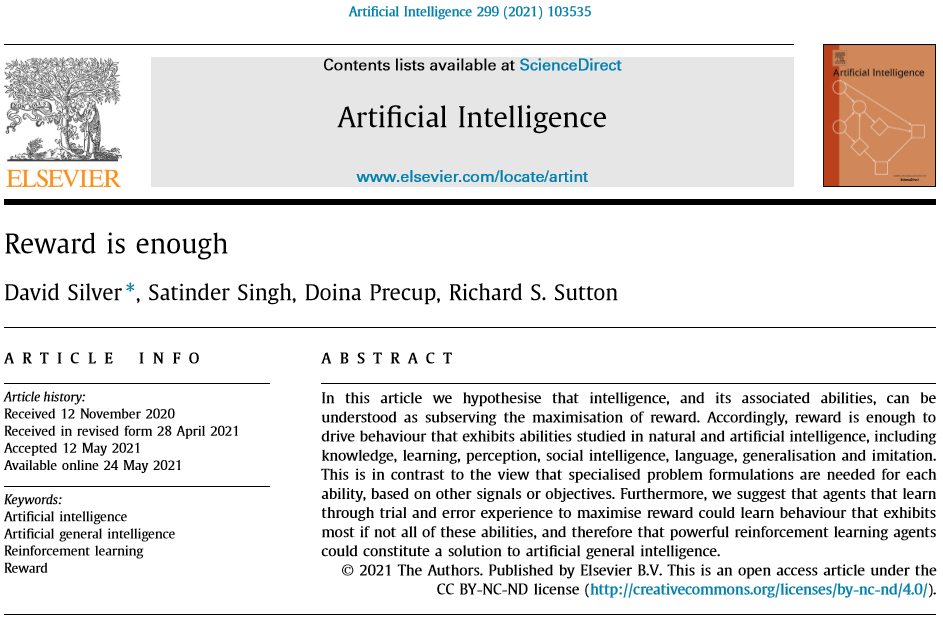 Artificial Intelligence 299 (2021) 103535
Contents lists available at ScienceDirect
Artificial Intelligence
www.elsevier.com/locate/artint
ELSEVIER
Artificial Intelligence
Reward is enough
David Silver*, Satinder Singh, Doina Precup, Richard S. Sutton
ARTICLE INFO
Article history:
Received 12 November 2020
Received in revised form 28 April 2021
Accepted 12 May 2021
Available online 24 May 2021
Keywords:
Artificial intelligence
Artificial general intelligence
Reinforcement learning
Reward
ABSTRACT
In this article we hypothesise that intelligence, and its associated abilities, can be
understood as subserving the maximisation of reward. Accordingly, reward is enough to
drive behaviour that exhibits abilities studied in natural and artificial intelligence, including
knowledge, learning, perception, social intelligence, language, generalisation and imitation.
This is in contrast to the view that specialised problem formulations are needed for each
ability, based on other signals or objectives. Furthermore, we suggest that agents that learn
through trial and error experience to maximise reward could learn behaviour that exhibits
most if not all of these abilities, and therefore that powerful reinforcement learning agents
could constitute a solution to artificial general intelligence.
© 2021 The Authors. Published by Elsevier B.V. This is an open access article under the
CC BY-NC-ND license (http://creativecommons.org/licenses/by-nc-nd/4.0/).